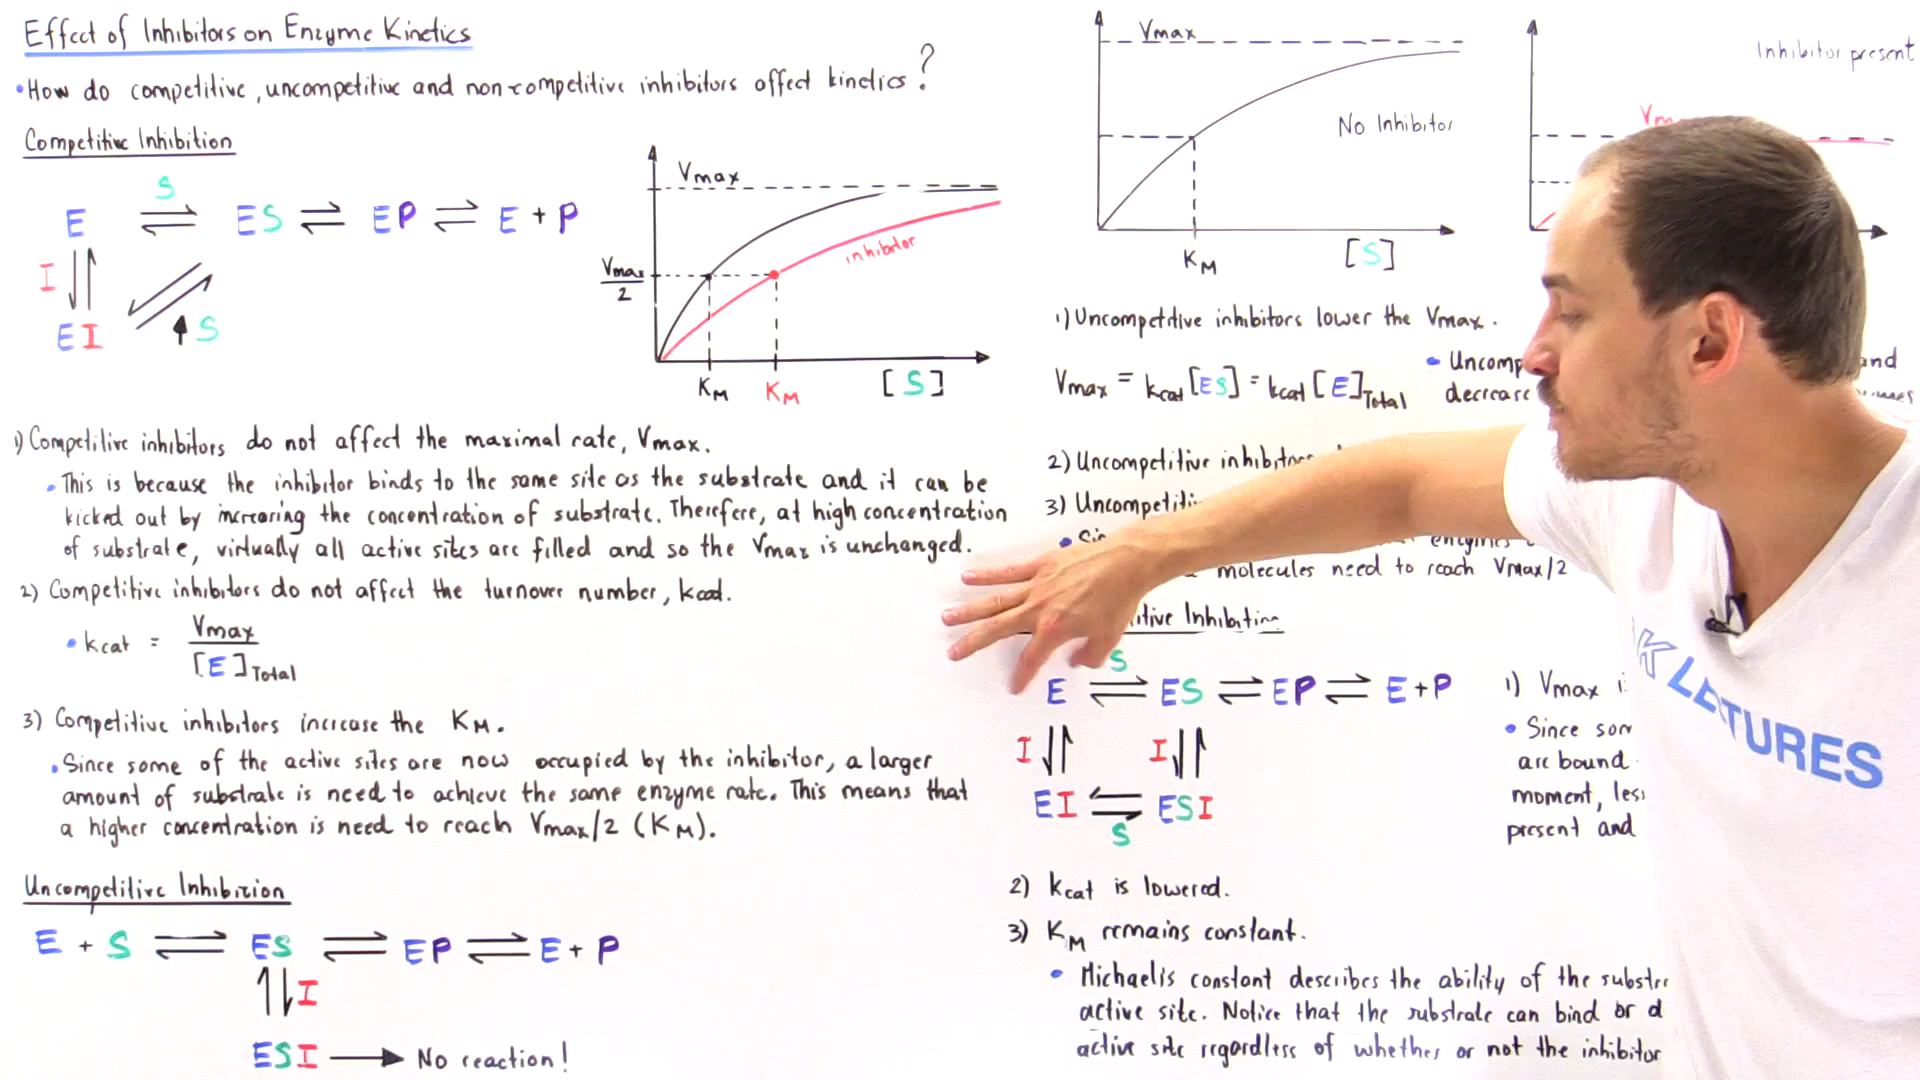 Effect of Inhibitors on Enzyme Kinetics
• How do competitive, uncompetitive and non-competitive inhibitors affect kinetics?
Competitive Inhibition
S
E ⇌ ES ⇌ EP ⇌ E + P
I
EI
S
Vmax
Vmax/2
inhibitor
KM KM [S]
1) Competitive inhibitors do not affect the maximal rate, Vmax.
• This is because the inhibitor binds to the same site as the substrate and it can be
kicked out by increasing the concentration of substrate. Therefore, at high concentration
of substrate, virtually all active sites are filled and so the Vmax is unchanged.
2) Competitive inhibitors do not affect the turnover number, kcat.
• kcat = Vmax
[E]Total
3) Competitive inhibitors increase the KM.
• Since some of the active sites are now occupied by the inhibitor, a larger
amount of substrate is need to achieve the same enzyme rate. This means that
a higher concentration is need to reach Vmax/2 (KM).
Uncompetitive Inhibition
E + S ⇌ ES ⇌ EP ⇌ E + P
I
ESI → No reaction!
Vmax
No Inhibitor
KM [S]
Inhibitor present
1) Uncompetitive inhibitors lower the Vmax.
Vmax = kcat [ES] = kcat [E]Total
and
2) Uncompetitive
3)
molecules need to reach Vmax/2
Inhibition
S
E ⇌ ES ⇌ EP ⇌ E + P
I I
EI ⇌ ESI
S
1) Vmax
• Since
are bound
moment,
present and
2) kcat is lowered.
3) KM remains constant.
• Michaelis constant describes the ability of the
active site. Notice that the substrate can bind or
active site regardless of whether or not the inhibitor
LECTURES